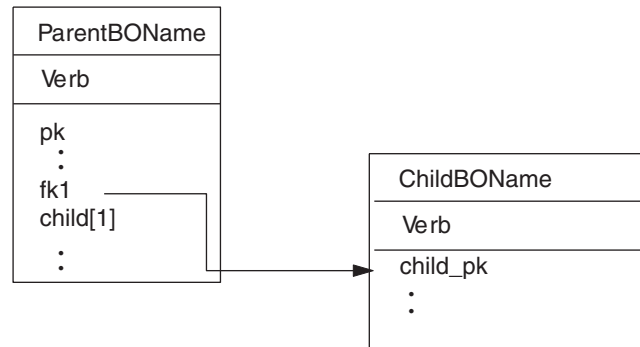 ParentBOName
Verb
pk
fk1
child[1]
ChildBOName
Verb
child_pk